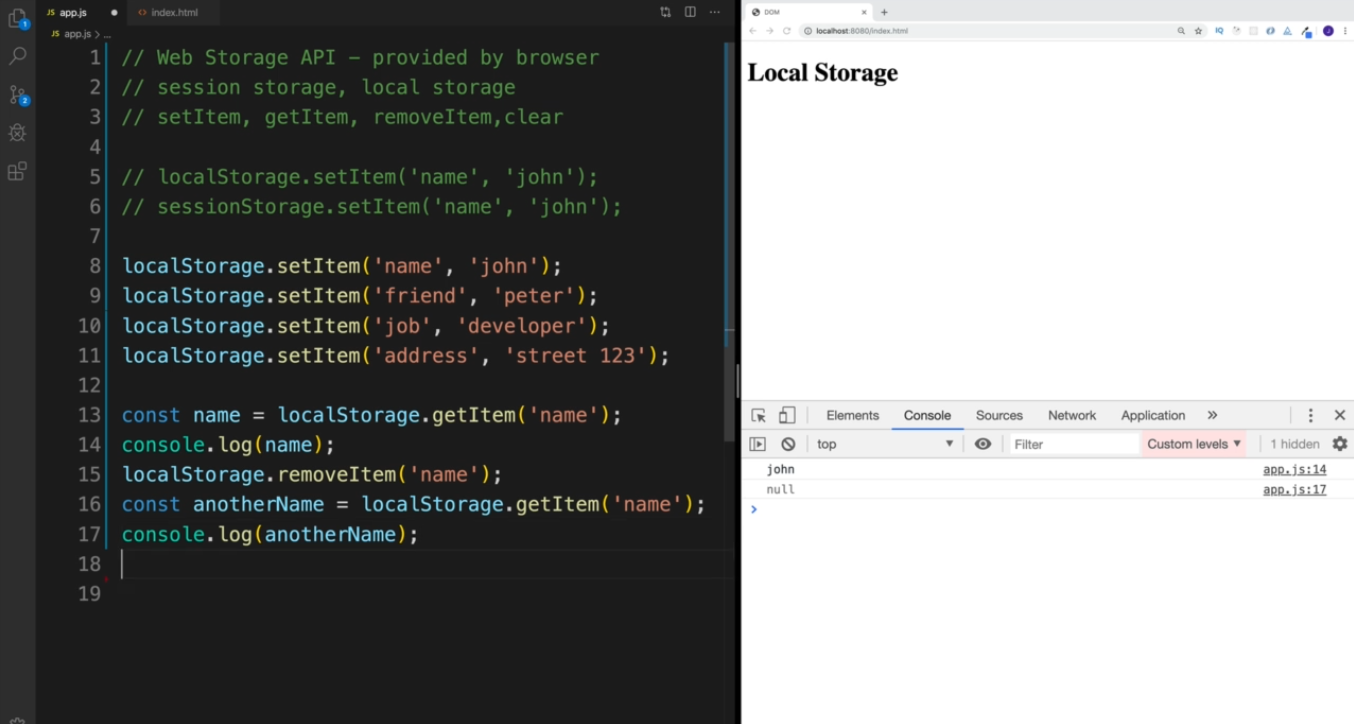 JS app.js
<> index.html
JS app.js > ...
1 // Web Storage API – provided by browser
2 // session storage, local storage
3 // setItem, getItem, removeItem,clear
4
5 // localStorage.setItem('name', 'john');
6 // sessionStorage.setItem('name', 'john');
7
8 localStorage.setItem('name', 'john');
9 localStorage.setItem('friend', 'peter');
10 localStorage.setItem('job', 'developer');
11 localStorage.setItem('address', 'street 123');
12
13 const name = localStorage.getItem('name');
14 console.log(name);
15 localStorage.removeItem('name');
16 const anotherName = localStorage.getItem('name');
17 console.log(anotherName);
18
19
1
2
DOM
localhost:8080/index.html
IQ
J
Local Storage
Elements Console Sources Network Application »
top Filter Custom levels 1 hidden
john app.js:14
null app.js:17